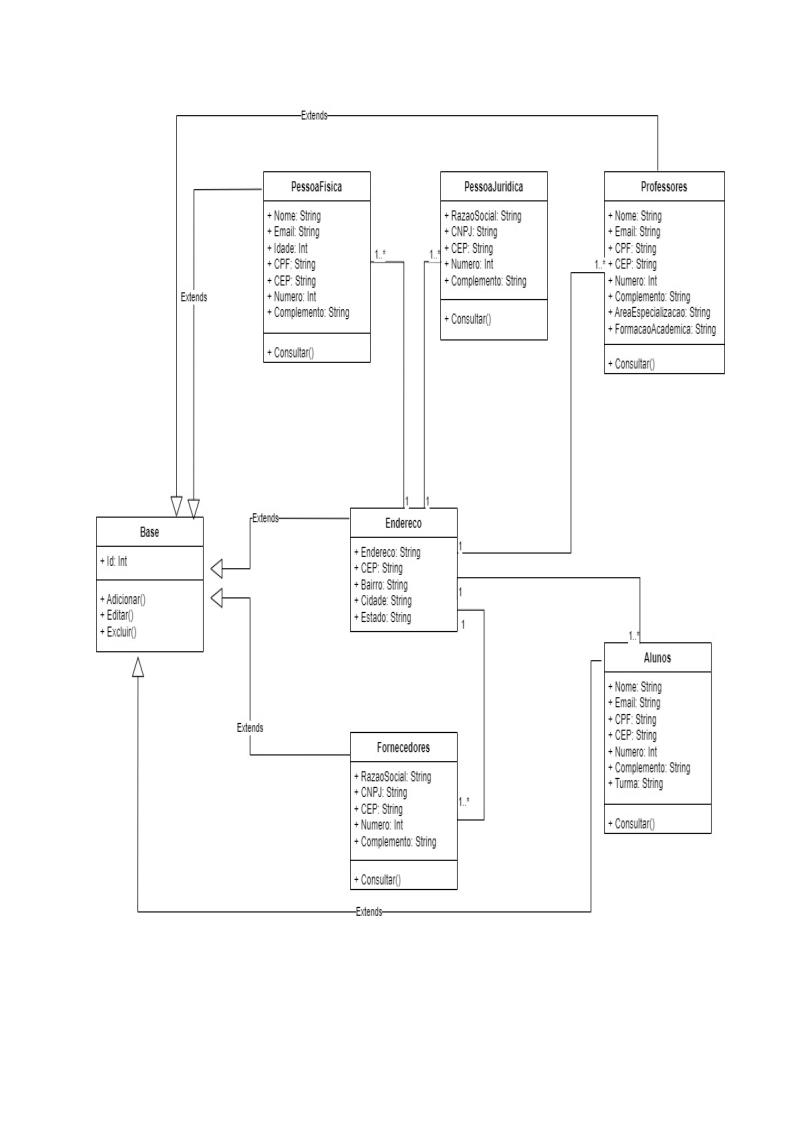 Extends
PessoaFisica
+ Nome: String
+ Email: String
+ Idade: Int
+ CPF: String
+ CEP: String
+ Numero: Int
+ Complemento: String
+ Consultar()
1..*
PessoaJuridica
+ RazaoSocial: String
+ CNPJ: String
+ CEP: String
+ Numero: Int
+ Complemento: String
+ Consultar()
1..*
Professores
+ Nome: String
+ Email: String
+ CPF: String
+ CEP: String
+ Numero: Int
+ Complemento: String
+ AreaEspecializacao: String
+ FormacaoAcademica: String
+ Consultar()
1..*
Extends
Base
+ Id: Int
+ Adicionar()
+ Editar()
+ Excluir()
Extends
1
1
Endereco
+ Endereco: String
+ CEP: String
+ Bairro: String
+ Cidade: String
+ Estado: String
1
1
1
1..*
Alunos
+ Nome: String
+ Email: String
+ CPF: String
+ CEP: String
+ Numero: Int
+ Complemento: String
+ Turma: String
+ Consultar()
Extends
Fornecedores
+ RazaoSocial: String
+ CNPJ: String
+ CEP: String
+ Numero: Int
+ Complemento: String
+ Consultar()
1..*
Extends